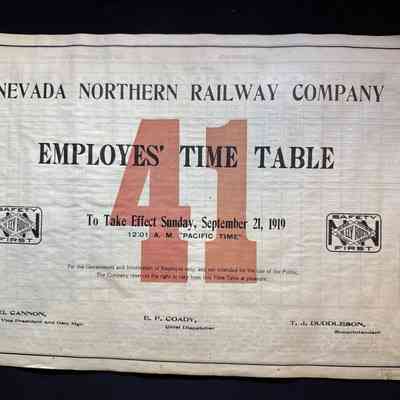 NEVADA NORTHERN RAILWAY COMPANY
41
EMPLOYES' TIME TABLE
To Take Effect Sunday, September 21, 1919
12:01 A. M. "PACIFIC TIME"
SAFETY
FIRST
SAFETY
FIRST
For the Government and Information of Employes only, and not intended for the use of the Public.
The Company reserves the right to vary from this Time Table at pleasure.
CANNON,
Vice President and Genl. Mgr.
E. F. COADY,
Chief Dispatcher
T. J. DUDDLESON,
Superintendent